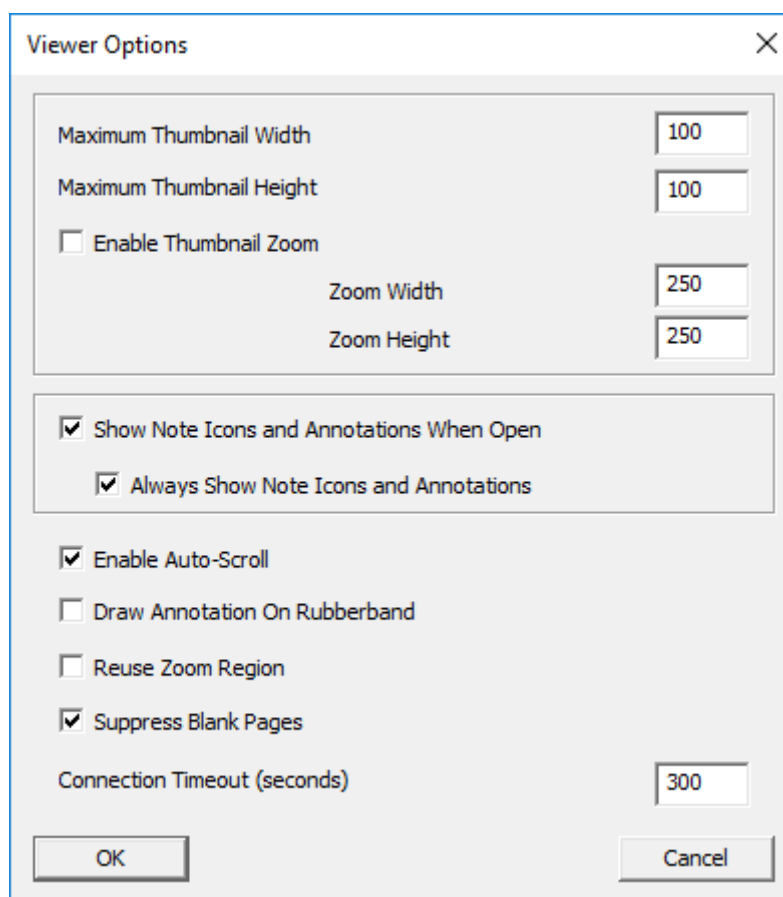 Viewer Options
Maximum Thumbnail Width 100
Maximum Thumbnail Height 100
Enable Thumbnail Zoom
Zoom Width 250
Zoom Height 250
Show Note Icons and Annotations When Open
Always Show Note Icons and Annotations
Enable Auto-Scroll
Draw Annotation On Rubberband
Reuse Zoom Region
Suppress Blank Pages
Connection Timeout (seconds) 300
OK Cancel